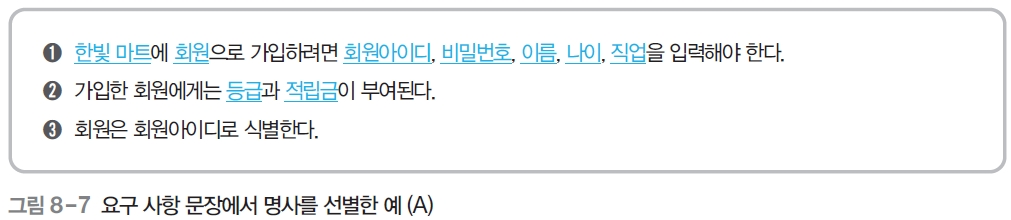 ❶ 한빛 마트에 회원으로 가입하려면 회원아이디, 비밀번호, 이름, 나이, 직업을 입력해야 한다.
❷ 가입한 회원에게는 등급과 적립금이 부여된다.
❸ 회원은 회원아이디로 식별한다.
그림 8-7 요구 사항 문장에서 명사를 선별한 예 (A)